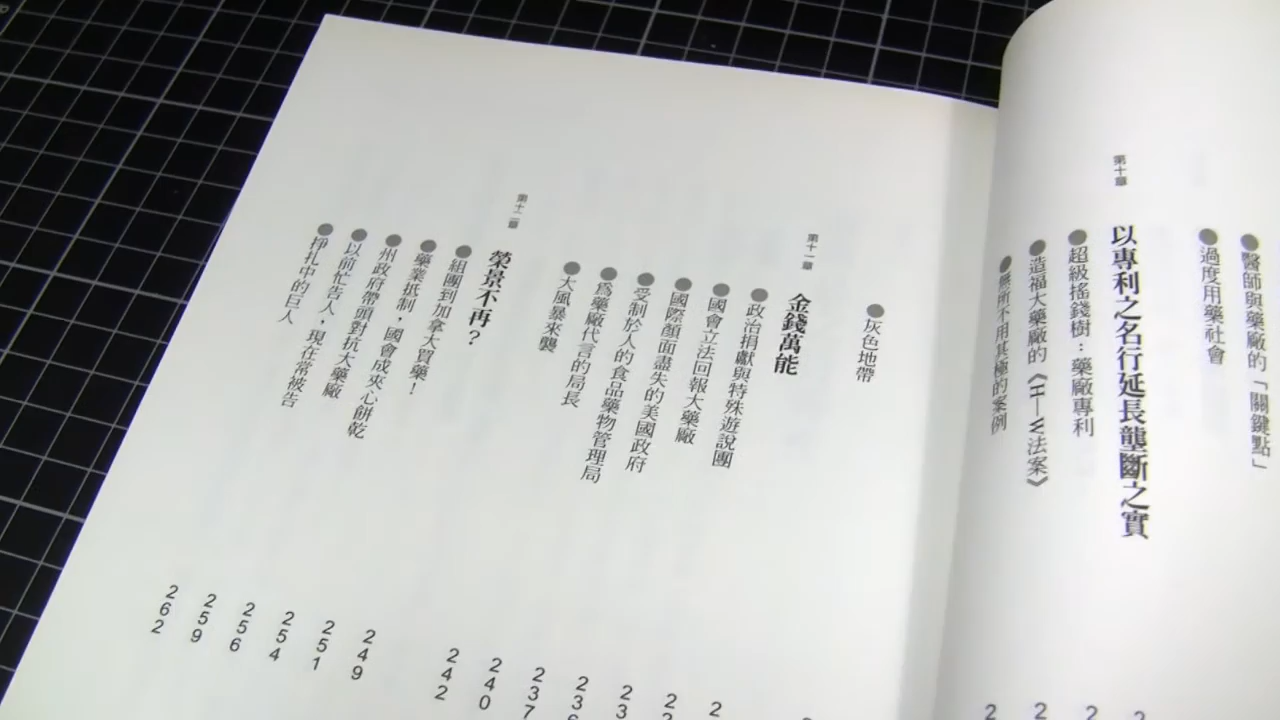 ●醫師與藥廠的「關鍵點」
●過度用藥社會
第十章
以專利之名行延長壟斷之實
●超級搖錢樹：藥廠專利
●造福大藥廠的《H—W法案》
●無所不用其極的案例
●灰色地帶
第十一章
金錢萬能
●政治捐獻與特殊遊說團
●國會立法回報大藥廠
●國際顏面盡失的美國政府
●受制於人的食品藥物管理局
●為藥廠代言的局長
237
●大風暴來襲
240
242
第十二章
榮景不再？
249
●組團到加拿大買藥！
251
●藥業抵制，國會成夾心餅乾
254
●州政府帶頭對抗大藥廠
256
●以前忙告人，現在常被告
259
●掙扎中的巨人
262